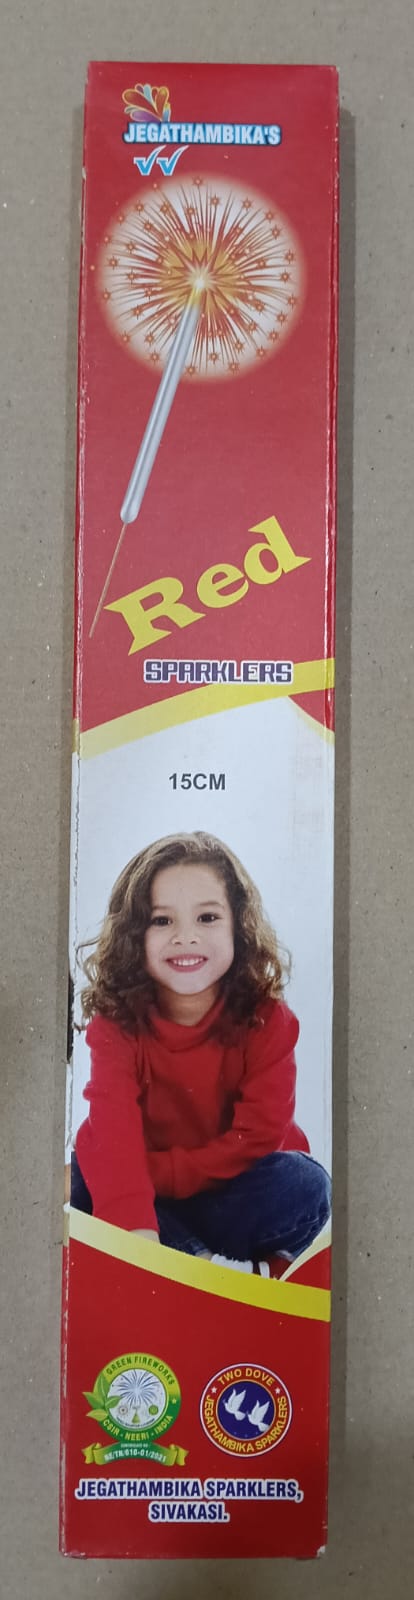 JEGATHAMBIKA'S
Red
SPARKLERS
15CM
GREEN FIREWORKS
CSIR - NEERI - INDIA
TWO DOVE
JEGATHAMBIKA SPARKLERS
JEGATHAMBIKA SPARKLERS,
SIVAKASI.